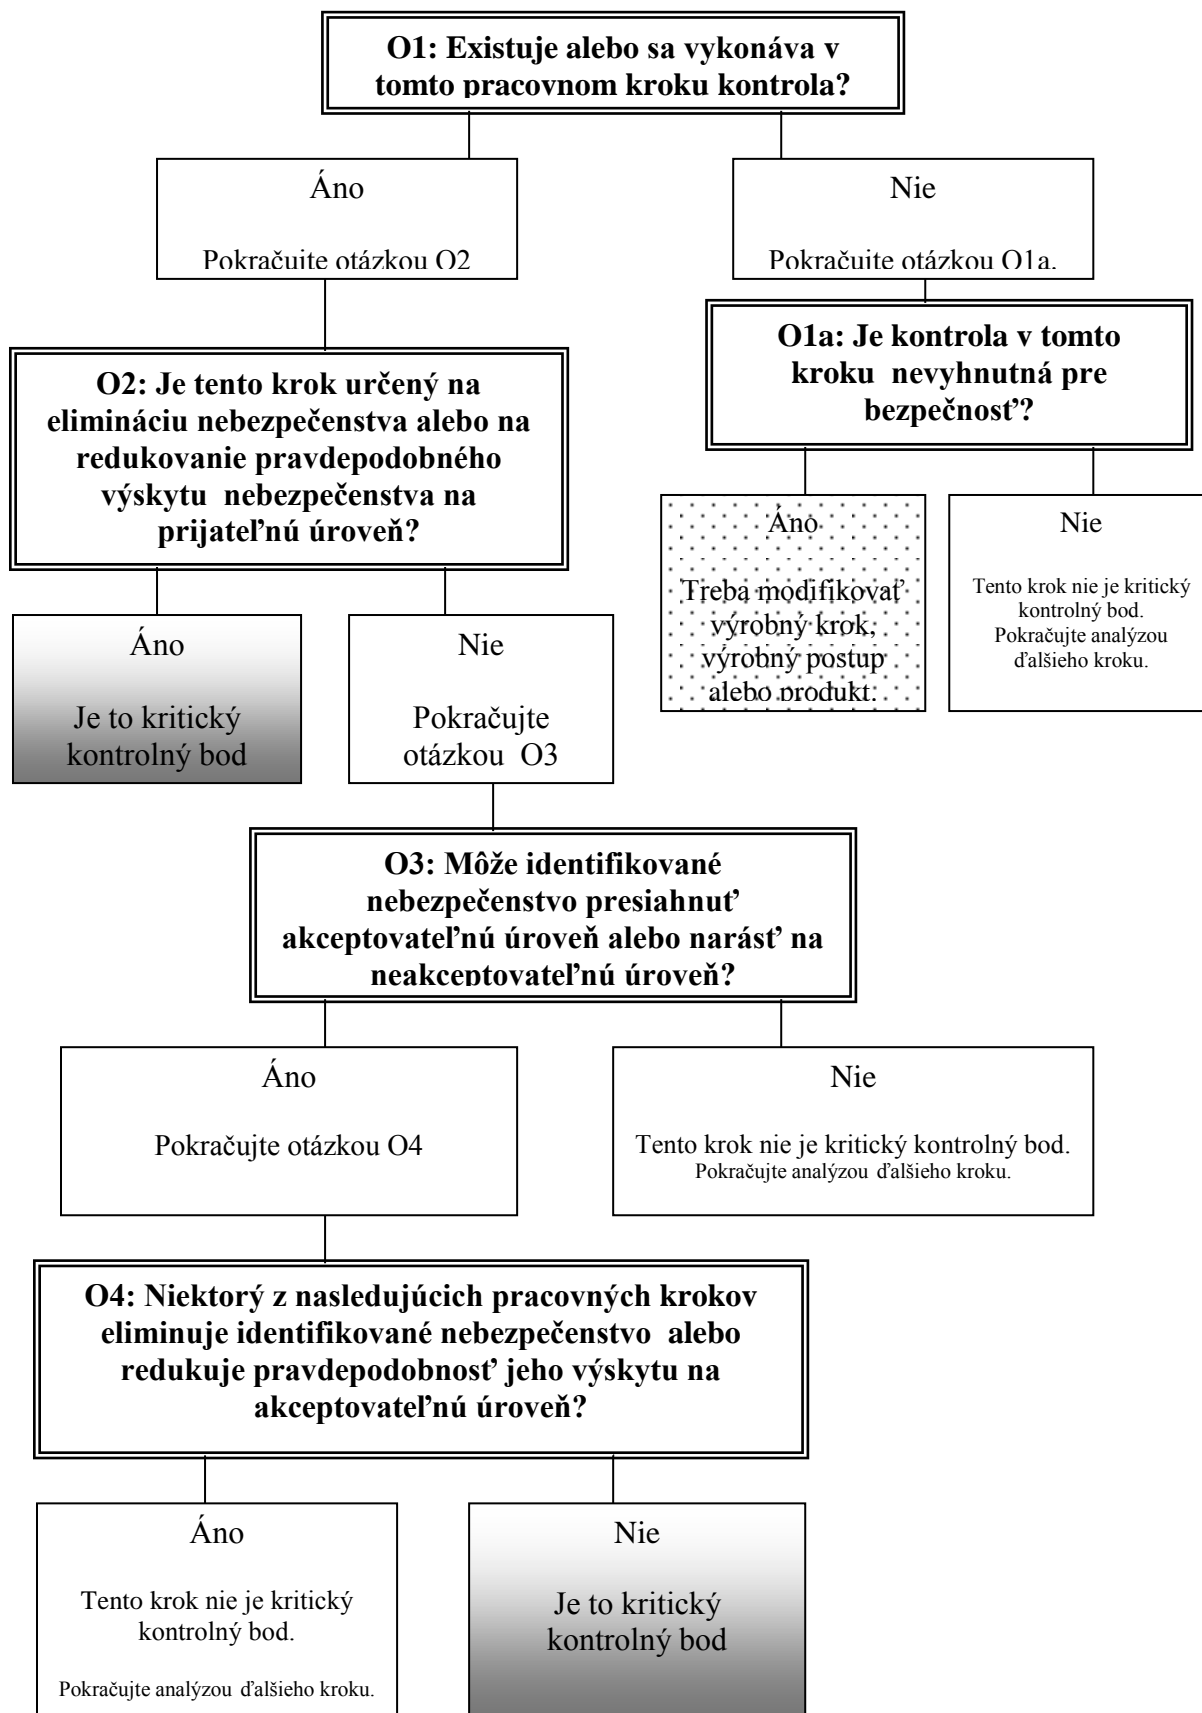 O1: Existuje alebo sa vykonáva v
tomto pracovnom kroku kontrola?
Áno
Pokračujte otázkou O2
Nie
Pokračujte otázkou O1a.
O1a: Je kontrola v tomto
kroku nevyhnutná pre
bezpečnosť?
O2: Je tento krok určený na
elimináciu nebezpečenstva alebo na
redukovanie pravdepodobného
výskytu nebezpečenstva na
prijateľnú úroveň?
Áno
Treba modifikovať
výrobný krok,
výrobný postup
alebo produkt.
Nie
Tento krok nie je kritický
kontrolný bod.
Pokračujte analýzou
ďalšieho kroku.
Áno
Je to kritický
kontrolný bod
Nie
Pokračujte
otázkou O3
O3: Môže identifikované
nebezpečenstvo presiahnuť
akceptovateľnú úroveň alebo narásť na
neakceptovateľnú úroveň?
Áno
Pokračujte otázkou O4
Nie
Tento krok nie je kritický kontrolný bod.
Pokračujte analýzou ďalšieho kroku.
O4: Niektorý z nasledujúcich pracovných krokov
eliminuje identifikované nebezpečenstvo alebo
redukuje pravdepodobnosť jeho výskytu na
akceptovateľnú úroveň?
Áno
Tento krok nie je kritický
kontrolný bod.
Pokračujte analýzou ďalšieho kroku.
Nie
Je to kritický
kontrolný bod